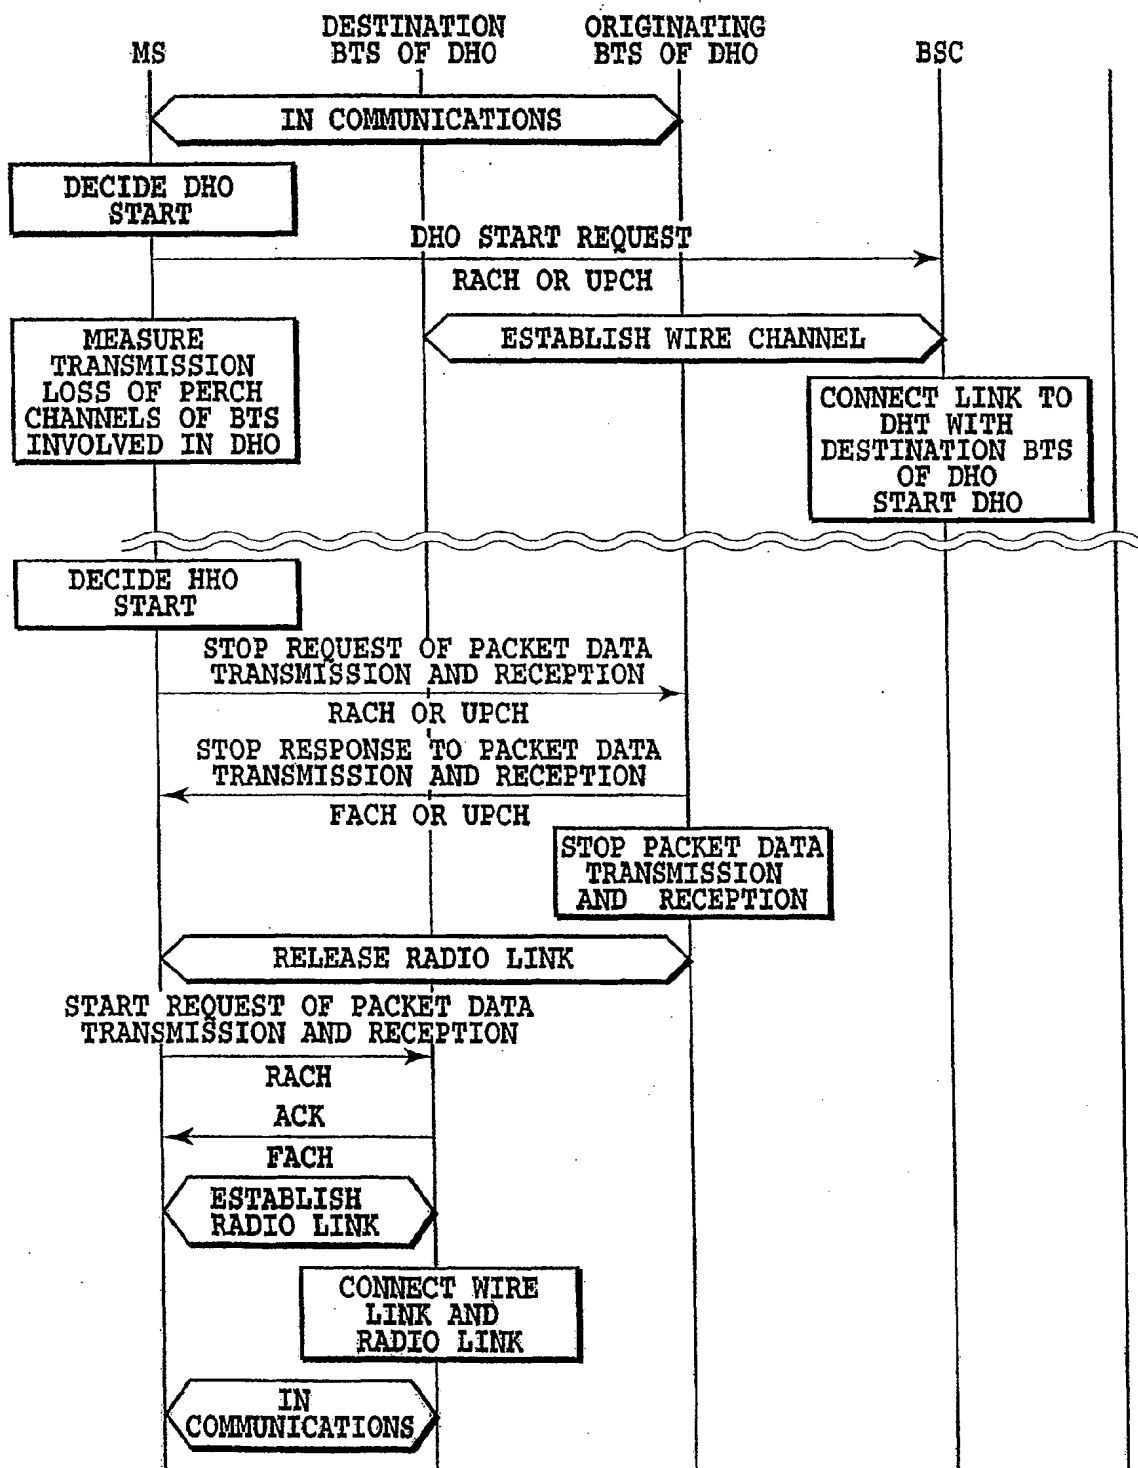 MS
DESTINATION
BTS OF DHO
ORIGINATING
BTS OF DHO
BSC
IN COMMUNICATIONS
DECIDE DHO
START
DHO START REQUEST
RACH OR UPCH
MEASURE
TRANSMISSION
LOSS OF PERCH
CHANNELS OF BTS
INVOLVED IN DHO
ESTABLISH WIRE CHANNEL
CONNECT LINK TO
DHT WITH
DESTINATION BTS
OF DHO
START DHO
DECIDE HHO
START
STOP REQUEST OF PACKET DATA
TRANSMISSION AND RECEPTION
RACH OR UPCH
STOP RESPONSE TO PACKET DATA
TRANSMISSION AND RECEPTION
FACH OR UPCH
STOP PACKET DATA
TRANSMISSION
AND RECEPTION
RELEASE RADIO LINK
START REQUEST OF PACKET DATA
TRANSMISSION AND RECEPTION
RACH
ACK
FACH
ESTABLISH
RADIO LINK
CONNECT WIRE
LINK AND
RADIO LINK
IN
COMMUNICATIONS